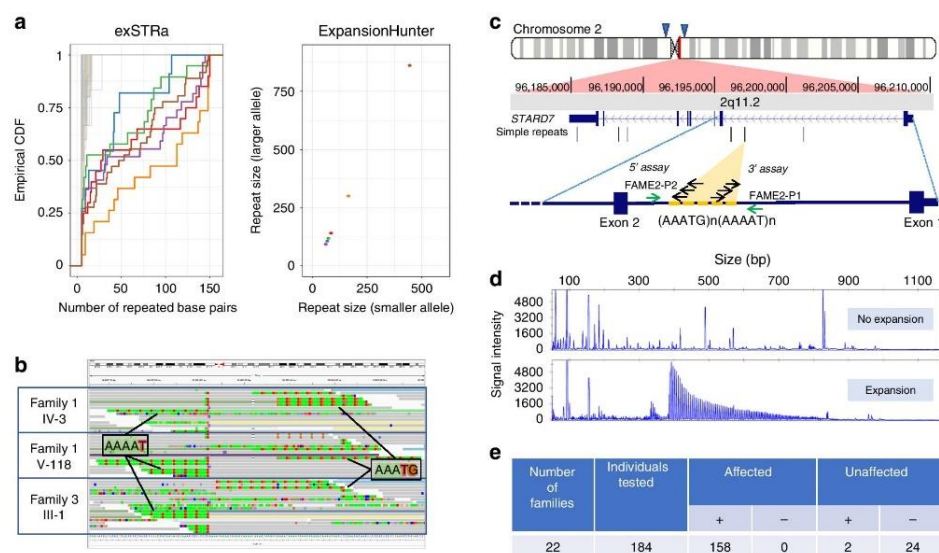 a
exSTRa
ExpansionHunter
Empirical CDF
1
0.75
0.50
0.25
0
0 50 100 150
Number of repeated base pairs
Repeat size (larger allele)
750
500
250
0
0 250 500
Repeat size (smaller allele)
b
Family 1
IV-3
Family 1
V-118
Family 3
III-1
AAAAT
AAATG
c
Chromosome 2
96,185,000 96,190,000 96,195,000 96,200,000 96,205,000 96,210,000
2q11.2
STARD7
Simple repeats
5' assay
3' assay
FAME2-P2
FAME2-P1
Exon 2
(AAATG)n(AAAAT)n
Exon 1
d
Size (bp)
100 300 500 700 900 1100
Signal intensity
4800
3200
1600
0
No expansion
4800
3200
1600
0
Expansion
e
Number of families
Individuals tested
Affected
Unaffected
+ − + −
22 184 158 0 2 24